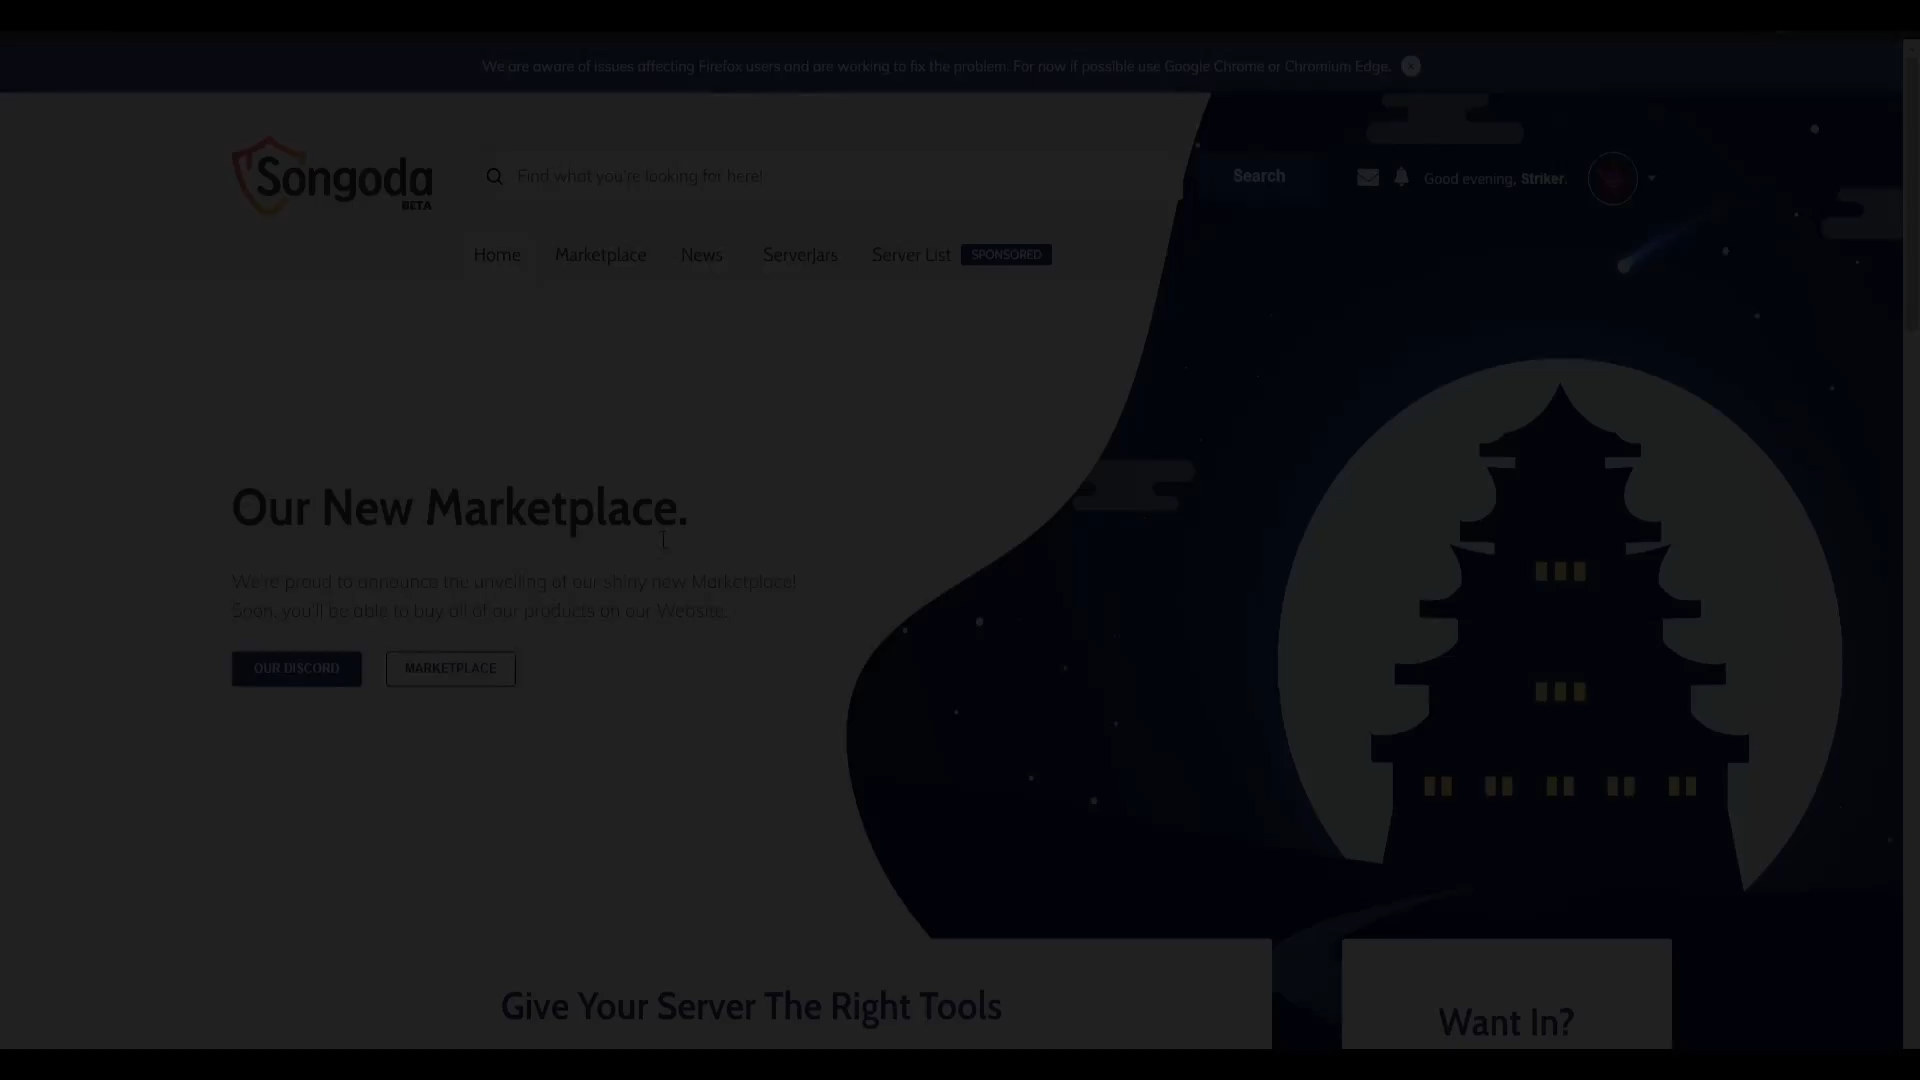 We are aware of issues affecting Firefox users and are working to fix the problem. For now if possible use Google Chrome or Chromium Edge.
Songoda
BETA
Find what you're looking for here!
Search
Good evening, Striker.
Home
Marketplace
News
ServerJars
Server List
SPONSORED
Our New Marketplace.
We're proud to announce the unveiling of our shiny new Marketplace!
Soon, you'll be able to buy all of our products on our Website.
OUR DISCORD
MARKETPLACE
Give Your Server The Right Tools
Want In?